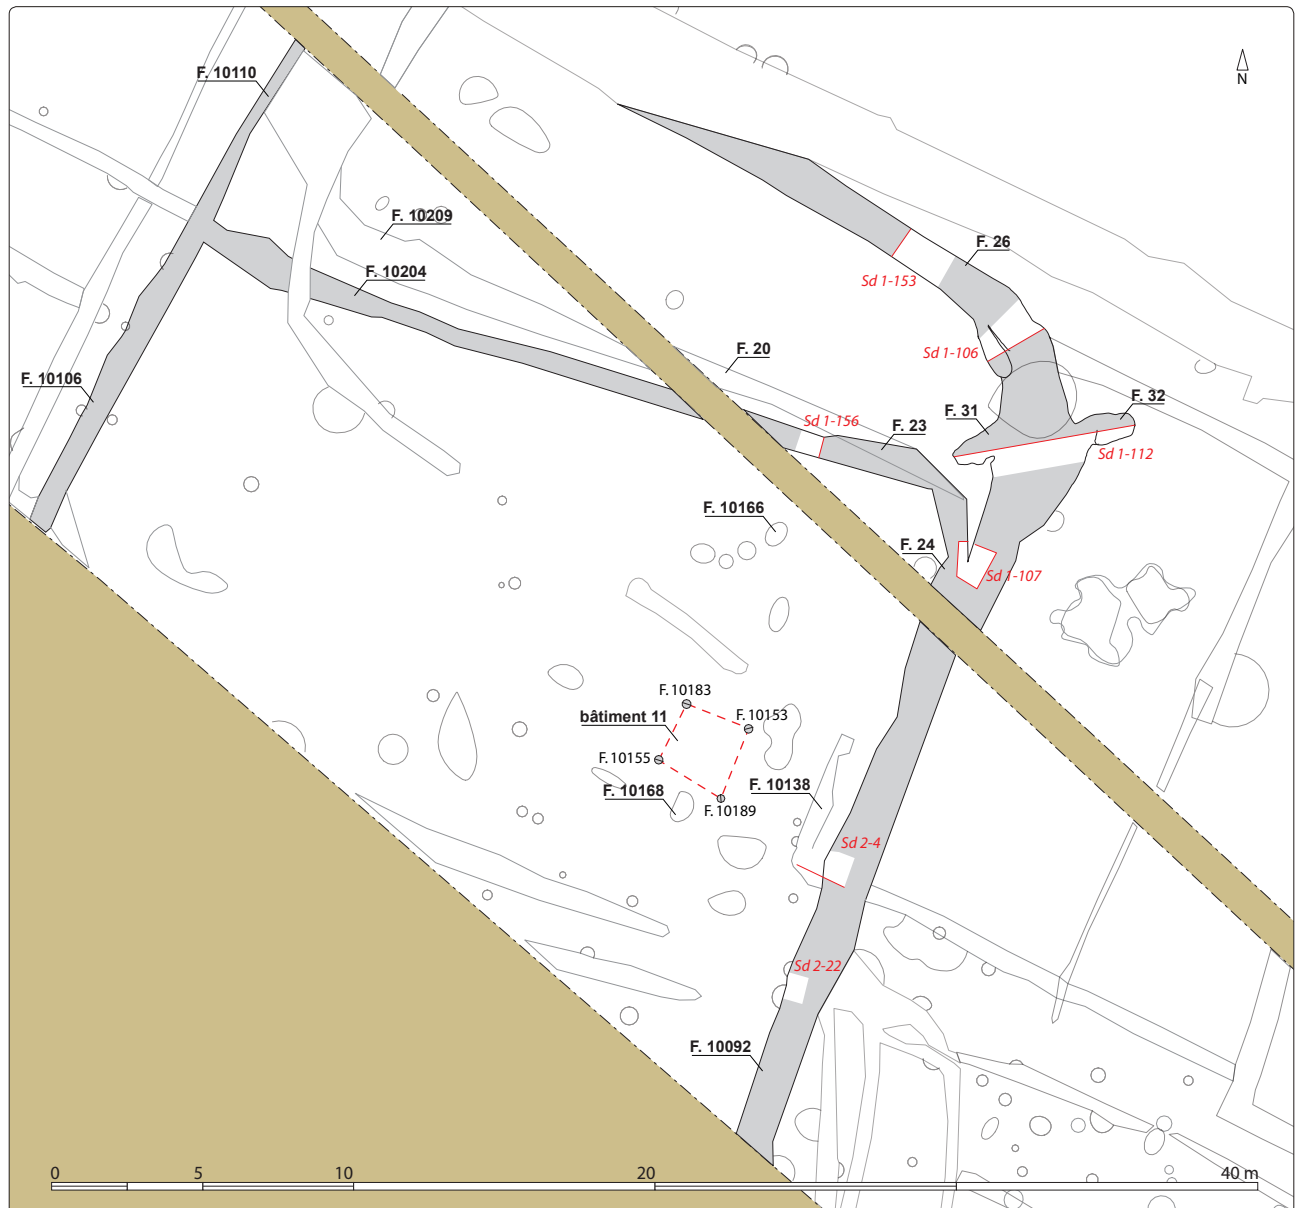 F. 10110
N
F. 10209
F. 26
F. 10204
Sd 1-153
F. 20
Sd 1-106
F. 10106
F. 32
F. 31
Sd 1-156
F. 23
Sd 1-112
F. 10166
F. 24
Sd 1-107
F. 10183
bâtiment 11
F. 10153
F. 10155
F. 10168
F. 10138
F. 10189
Sd 2-4
Sd 2-22
F. 10092
0 5 10 20 40 m